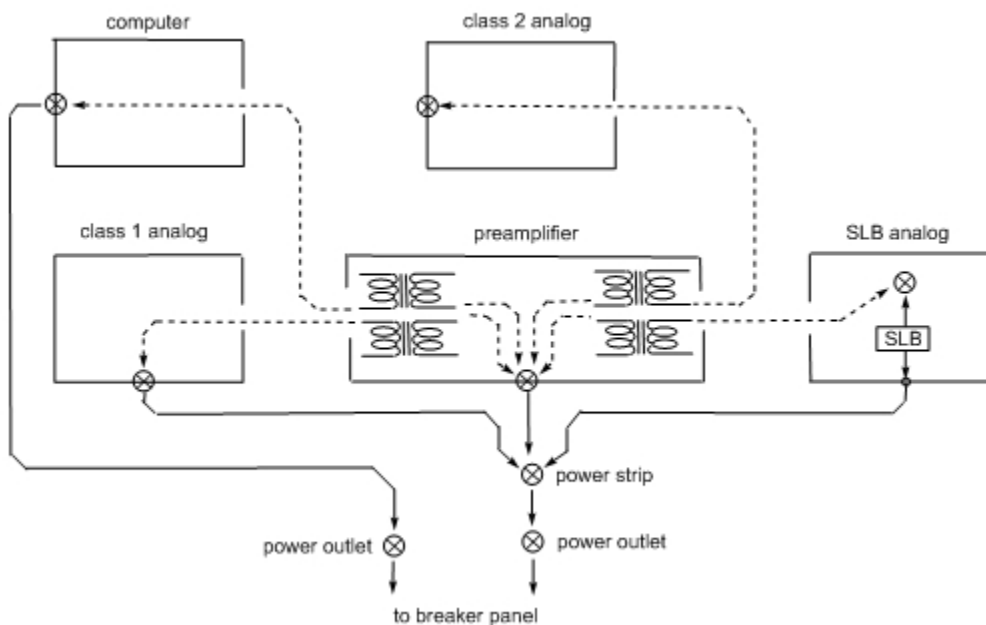 computer
class 2 analog
class 1 analog
preamplifier
SLB analog
SLB
power strip
power outlet
power outlet
to breaker panel